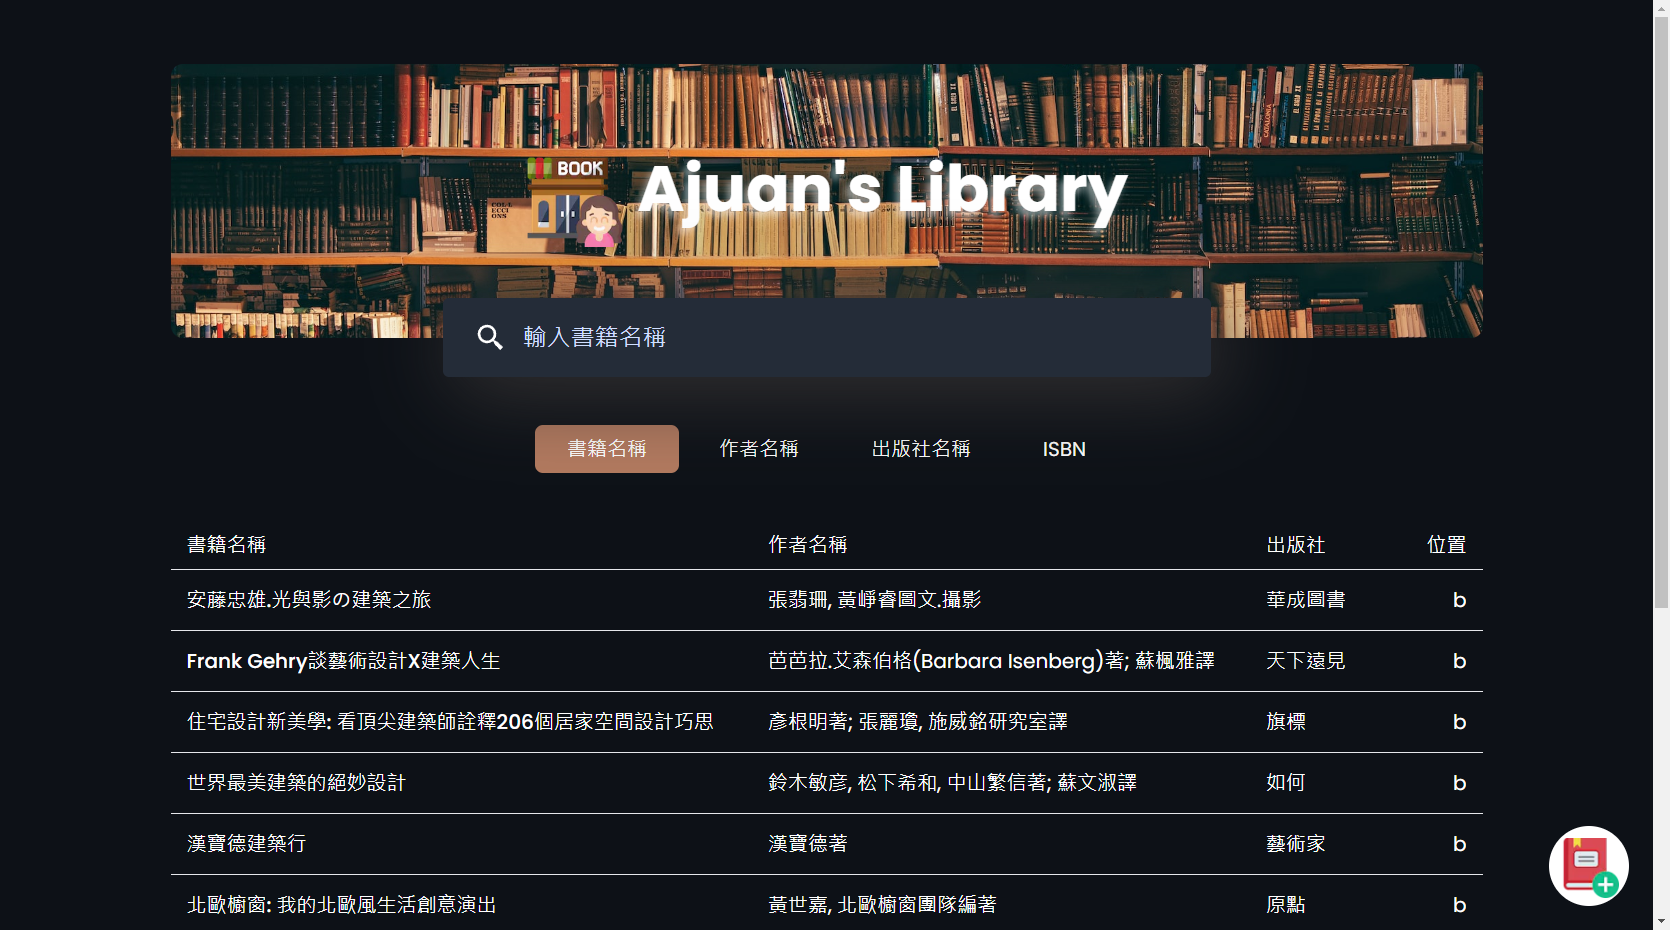 BOOK
Ajuan's Library
輸入書籍名稱
書籍名稱 作者名稱 出版社名稱 ISBN
書籍名稱 作者名稱 出版社 位置
安藤忠雄.光與影の建築之旅 張翡珊, 黃崢睿圖文.攝影 華成圖書 b
Frank Gehry談藝術設計X建築人生 芭芭拉.艾森伯格(Barbara Isenberg)著; 蘇楓雅譯 天下遠見 b
住宅設計新美學: 看頂尖建築師詮釋206個居家空間設計巧思 彥根明著; 張麗瓊, 施威銘研究室譯 旗標 b
世界最美建築的絕妙設計 鈴木敏彥, 松下希和, 中山繁信著; 蘇文淑譯 如何 b
漢寶德建築行 漢寶德著 藝術家 b
北歐櫥窗: 我的北歐風生活創意演出 黃世嘉, 北歐櫥窗團隊編著 原點 b